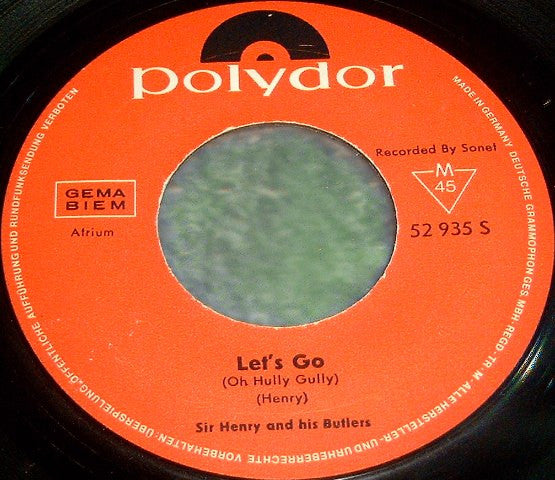 polydor
MADE IN GERMANY DEUTSCHE GRAMMOPHON GES MBH · REGD · TR · M · ALLE HERSTELLER- UND URHEBERRECHTE VORBEHALTEN · ÜBERSPIELUNG, ÖFFENTLICHE AUFFÜHRUNG UND RUNDFUNKSENDUNG VERBOTEN
Recorded By Sonet
GEMA
BIEM
M
45
Afrium
52 935 S
Let's Go
(Oh Hully Gully)
(Henry)
Sir Henry and his Butlers